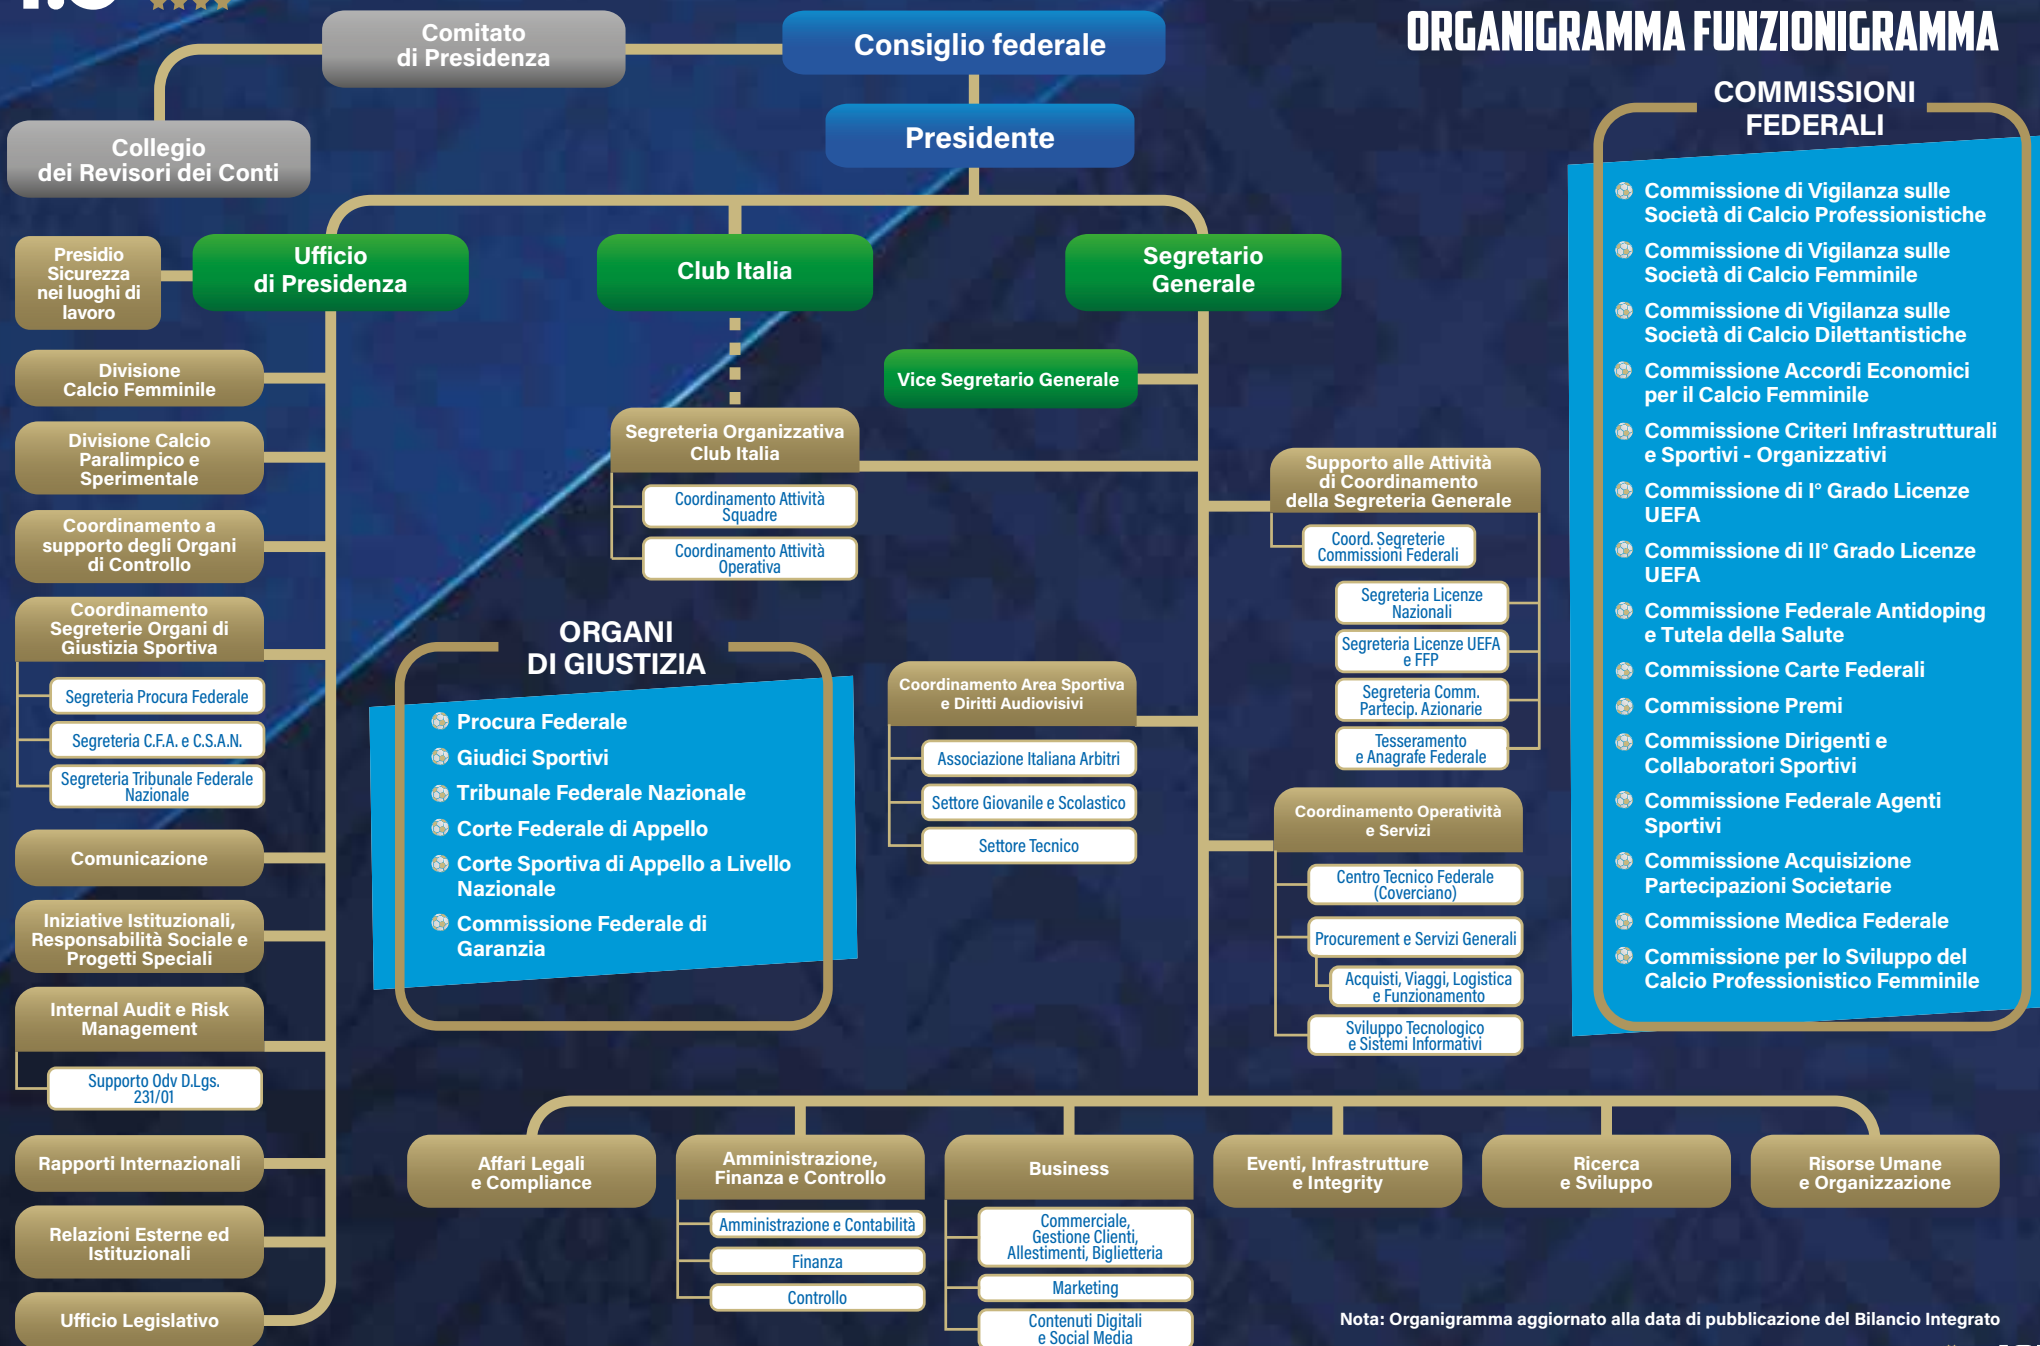 ORGANIGRAMMA FUNZIONIGRAMMA
Comitato
di Presidenza
Consiglio federale
Collegio
dei Revisori dei Conti
Presidente
Ufficio
di Presidenza
Club Italia
Segretario
Generale
Presidio
Sicurezza
nei luoghi di
lavoro
Divisione
Calcio Femminile
Divisione Calcio
Paralimpico e
Sperimentale
Coordinamento a
supporto degli Organi
di Controllo
Coordinamento
Segreterie Organi di
Giustizia Sportiva
Segreteria Procura Federale
Segreteria C.F.A. e C.S.A.N.
Segreteria Tribunale Federale
Nazionale
Comunicazione
Iniziative Istituzionali,
Responsabilità Sociale e
Progetti Speciali
Internal Audit e Risk
Management
Supporto Odv D.Lgs.
231/01
Rapporti Internazionali
Relazioni Esterne ed
Istituzionali
Ufficio Legislativo
Vice Segretario Generale
Segreteria Organizzativa
Club Italia
Coordinamento Attività
Squadre
Coordinamento Attività
Operativa
ORGANI
DI GIUSTIZIA
Procura Federale
Giudici Sportivi
Tribunale Federale Nazionale
Corte Federale di Appello
Corte Sportiva di Appello a Livello
Nazionale
Commissione Federale di
Garanzia
Coordinamento Area Sportiva
e Diritti Audiovisivi
Associazione Italiana Arbitri
Settore Giovanile e Scolastico
Settore Tecnico
Supporto alle Attività
di Coordinamento
della Segreteria Generale
Coord. Segreterie
Commissioni Federali
Segreteria Licenze
Nazionali
Segreteria Licenze UEFA
e FFP
Segreteria Comm.
Partecip. Azionarie
Tesseramento
e Anagrafe Federale
Coordinamento Operatività
e Servizi
Centro Tecnico Federale
(Coverciano)
Procurement e Servizi Generali
Acquisti, Viaggi, Logistica
e Funzionamento
Sviluppo Tecnologico
e Sistemi Informativi
Affari Legali
e Compliance
Amministrazione,
Finanza e Controllo
Amministrazione e Contabilità
Finanza
Controllo
Business
Commerciale,
Gestione Clienti,
Allestimenti, Biglietteria
Marketing
Contenuti Digitali
e Social Media
Eventi, Infrastrutture
e Integrity
Ricerca
e Sviluppo
Risorse Umane
e Organizzazione
COMMISSIONI
FEDERALI
Commissione di Vigilanza sulle
Società di Calcio Professionistiche
Commissione di Vigilanza sulle
Società di Calcio Femminile
Commissione di Vigilanza sulle
Società di Calcio Dilettantistiche
Commissione Accordi Economici
per il Calcio Femminile
Commissione Criteri Infrastrutturali
e Sportivi - Organizzativi
Commissione di I° Grado Licenze
UEFA
Commissione di II° Grado Licenze
UEFA
Commissione Federale Antidoping
e Tutela della Salute
Commissione Carte Federali
Commissione Premi
Commissione Dirigenti e
Collaboratori Sportivi
Commissione Federale Agenti
Sportivi
Commissione Acquisizione
Partecipazioni Societarie
Commissione Medica Federale
Commissione per lo Sviluppo del
Calcio Professionistico Femminile
Nota: Organigramma aggiornato alla data di pubblicazione del Bilancio Integrato